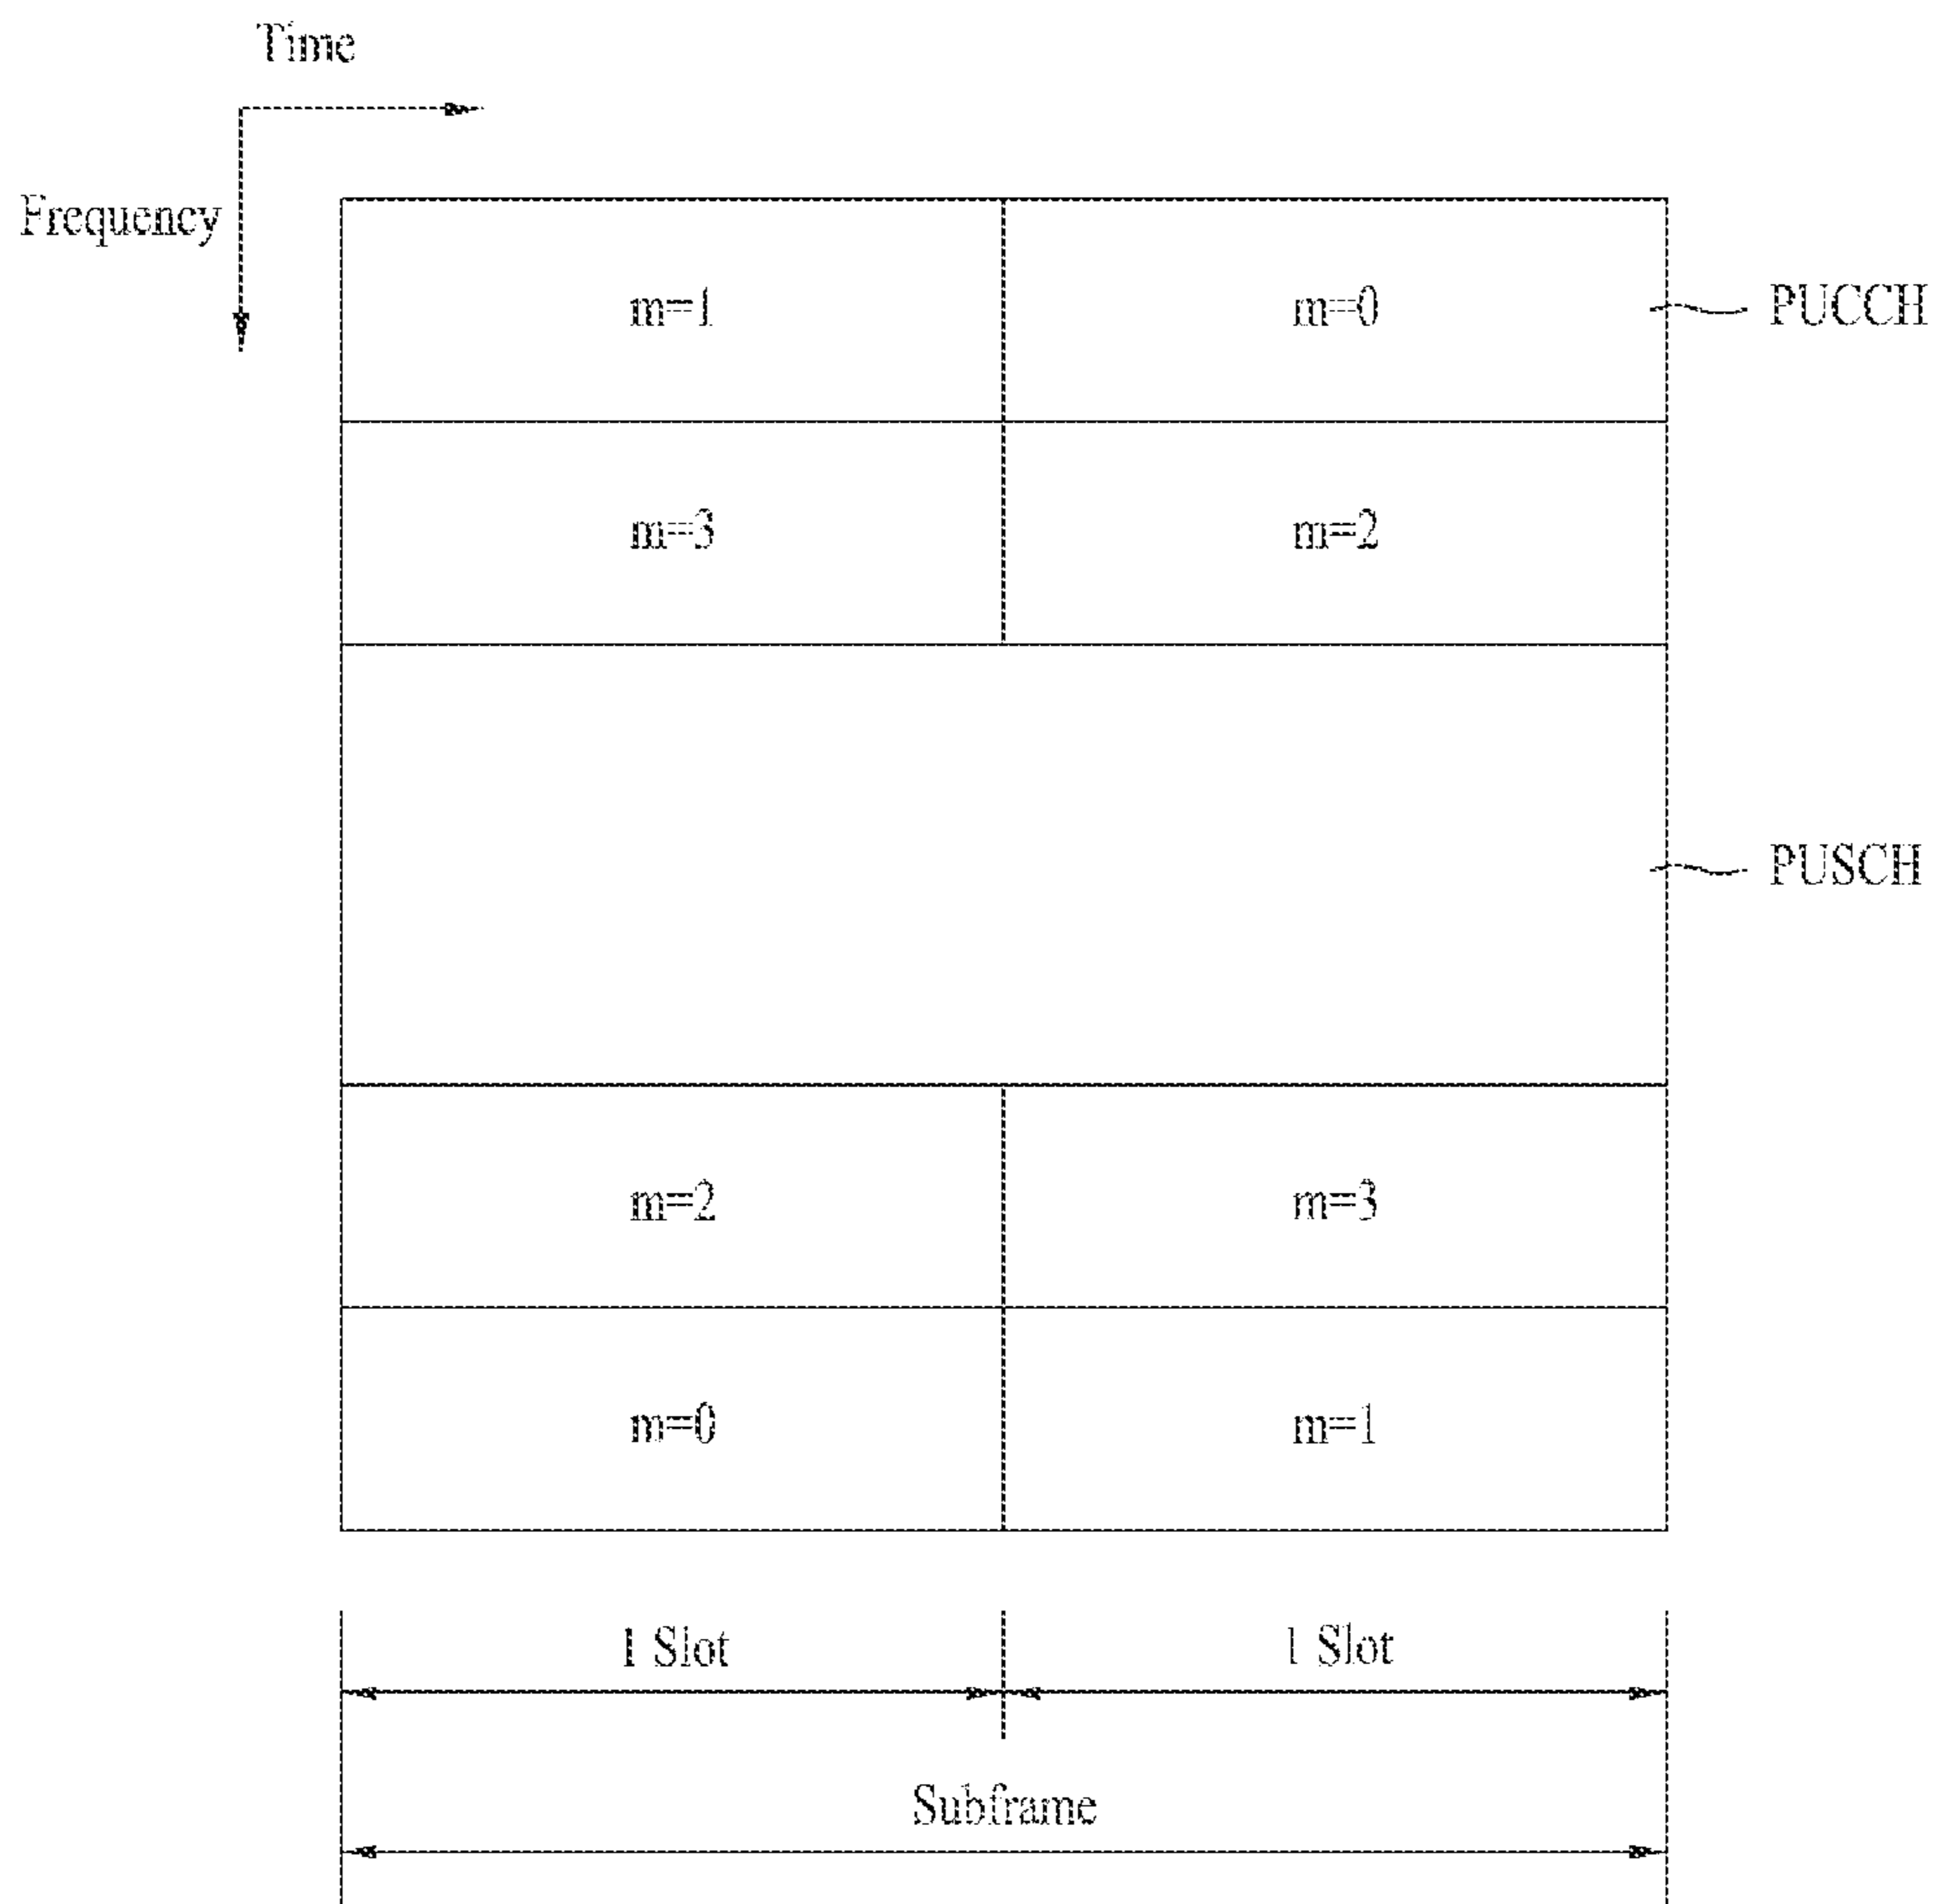 Time
Frequency
m=1 m=0 PUCCH
m=3 m=2
PUSCH
m=2 m=3
m=0 m=1
1 Slot 1 Slot
Subframe